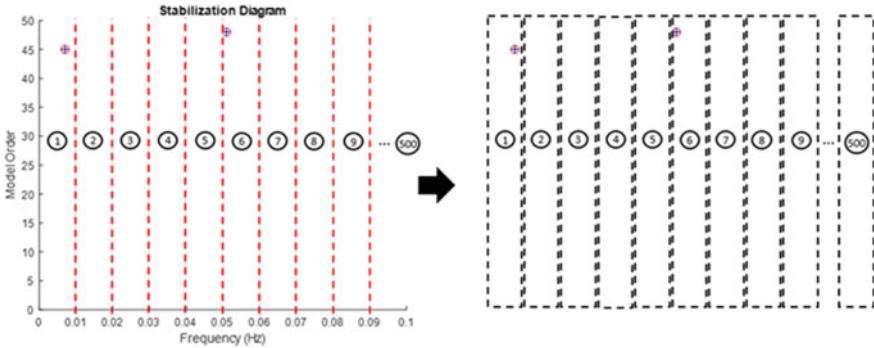 Stabilization Diagram
50
45
40
35
30
25
20
15
10
5
0
Model Order
1 2 3 4 5 6 7 8 9 ... 500
0 0.01 0.02 0.03 0.04 0.05 0.06 0.07 0.08 0.09 0.1
Frequency (Hz)
1 2 3 4 5 6 7 8 9 ... 500